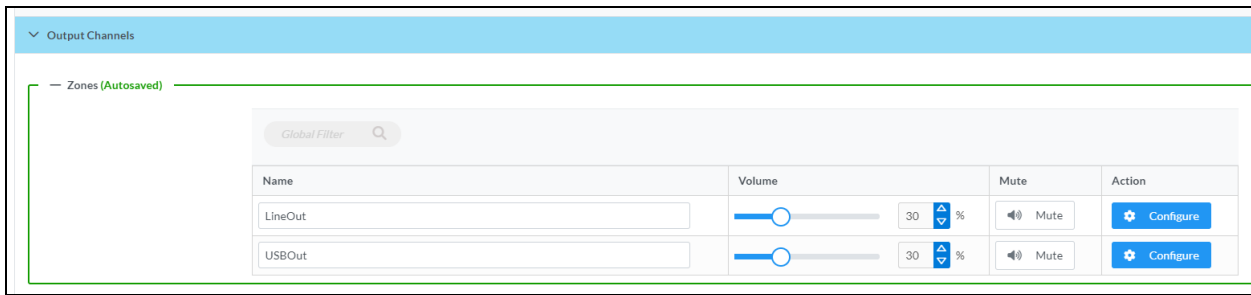 Output Channels
Zones (Autosaved)
Global Filter
Name Volume Mute Action
LineOut 30 % Mute Configure
USBOut 30 % Mute Configure